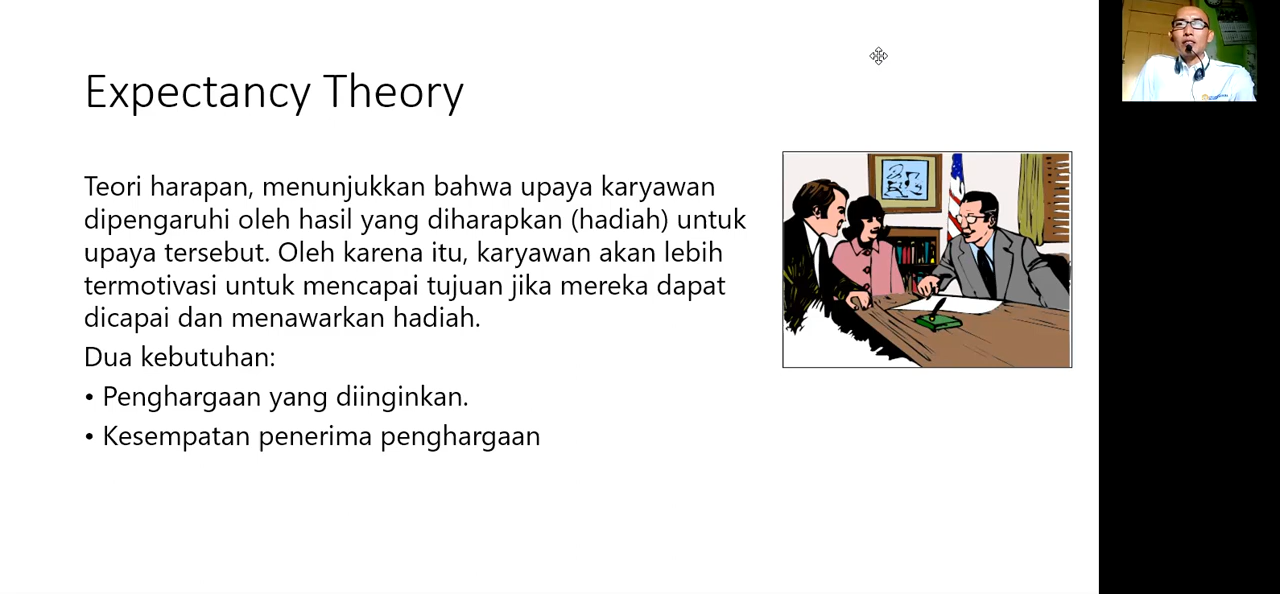 Expectancy Theory
Teori harapan, menunjukkan bahwa upaya karyawan
dipengaruhi oleh hasil yang diharapkan (hadiah) untuk
upaya tersebut. Oleh karena itu, karyawan akan lebih
termotivasi untuk mencapai tujuan jika mereka dapat
dicapai dan menawarkan hadiah.
Dua kebutuhan:
• Penghargaan yang diinginkan.
• Kesempatan penerima penghargaan